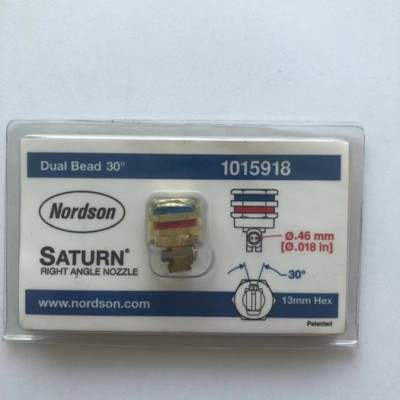 Dual Bead 30°
1015918
Nordson
SATURN®
RIGHT ANGLE NOZZLE
www.nordson.com
Ø.46 mm
[Ø.018 in]
30°
13mm Hex
Patented